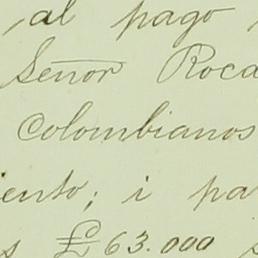 al pago
Señor Roca
Colombianos
iento; i pa
s £63.000